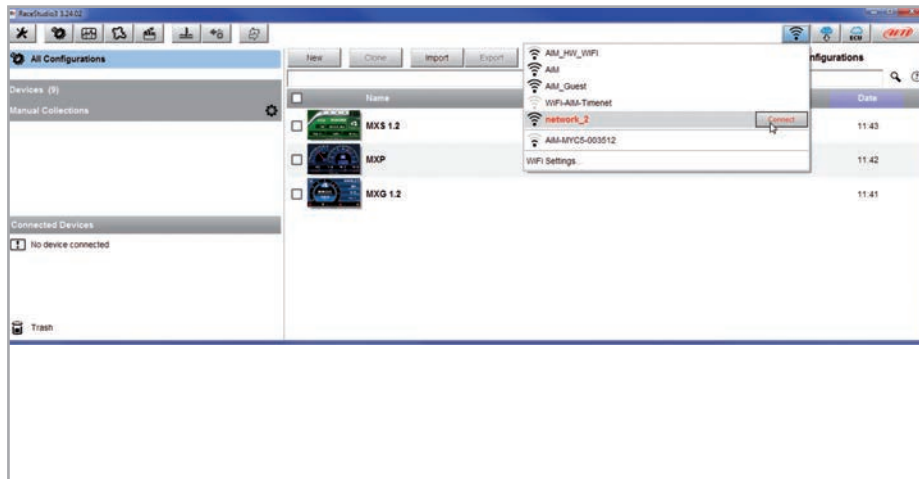 RaceStudio3 3.24.02
ECU
All Configurations
New Clone Import Export
nfigurations
Devices (9)
Manual Collections
Name Date
MXS 1.2 11:43
MXP 11:42
MXG 1.2 11:41
AiM_HW_WIFI
AiM
AiM_Guest
WiFi-AiM-Timenet
network_2 Connect
AiM-MYC5-003512
WiFi Settings
Connected Devices
No device connected
Trash